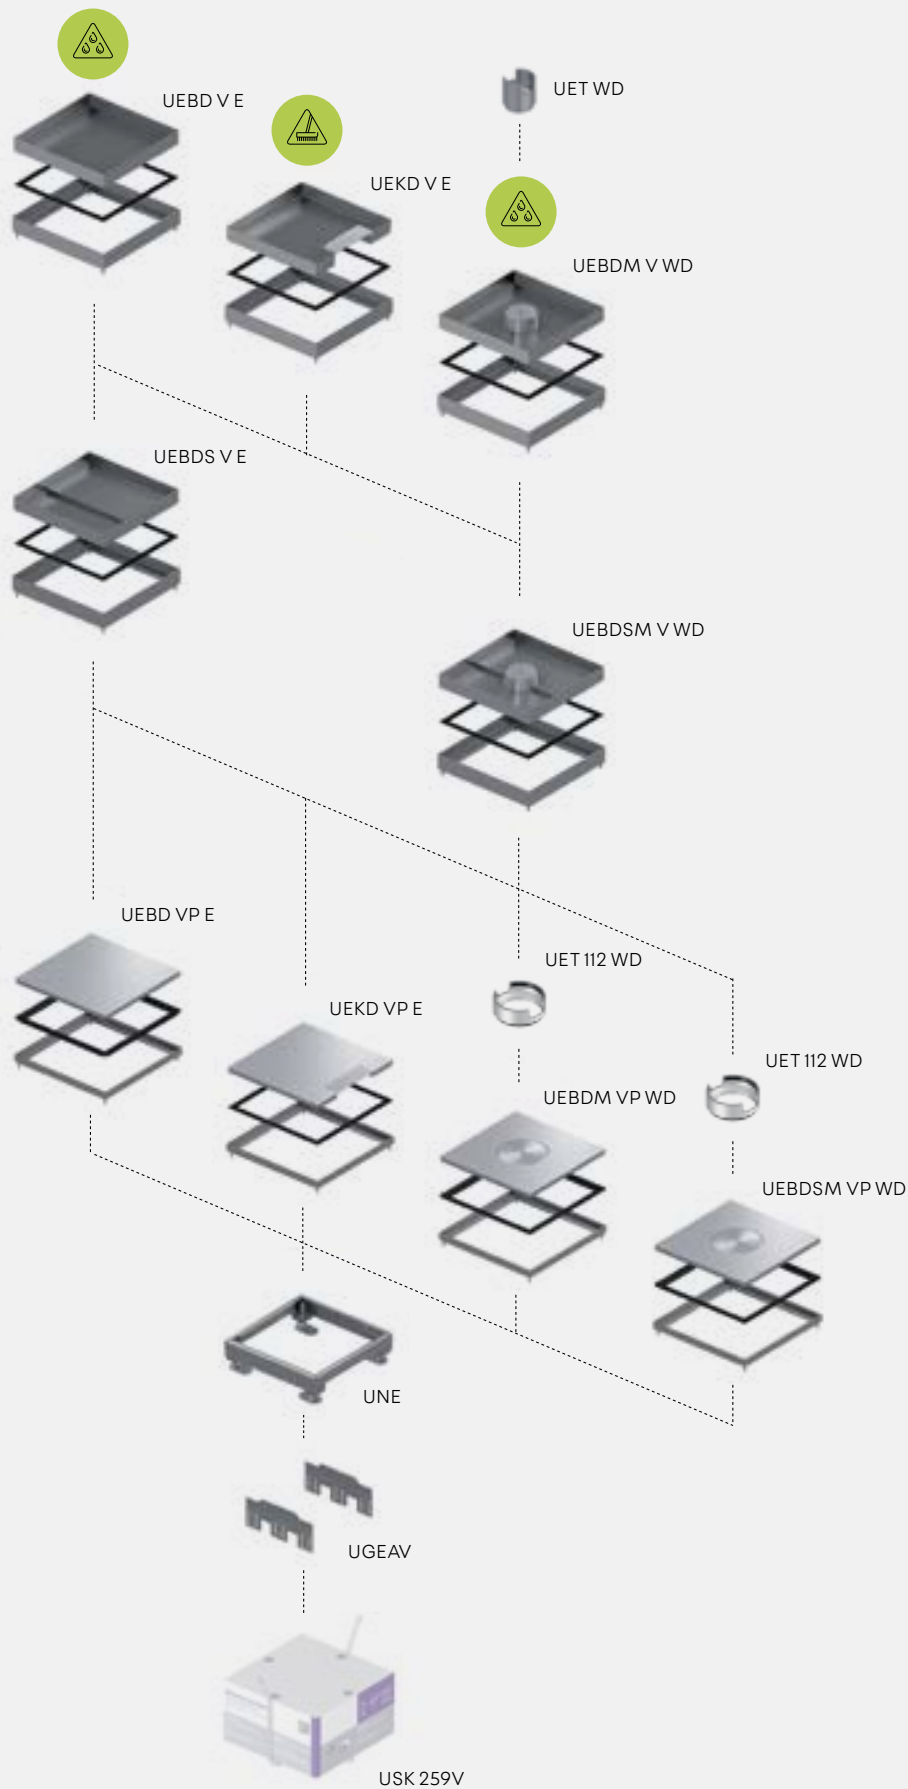 UEBD V E
UET WD
UEKD V E
UEBDM V WD
UEBDS V E
UEBDSM V WD
UEBD VP E
UET 112 WD
UEKD VP E
UET 112 WD
UEBDM VP WD
UEBDSM VP WD
UNE
UGEAV
USK 259V